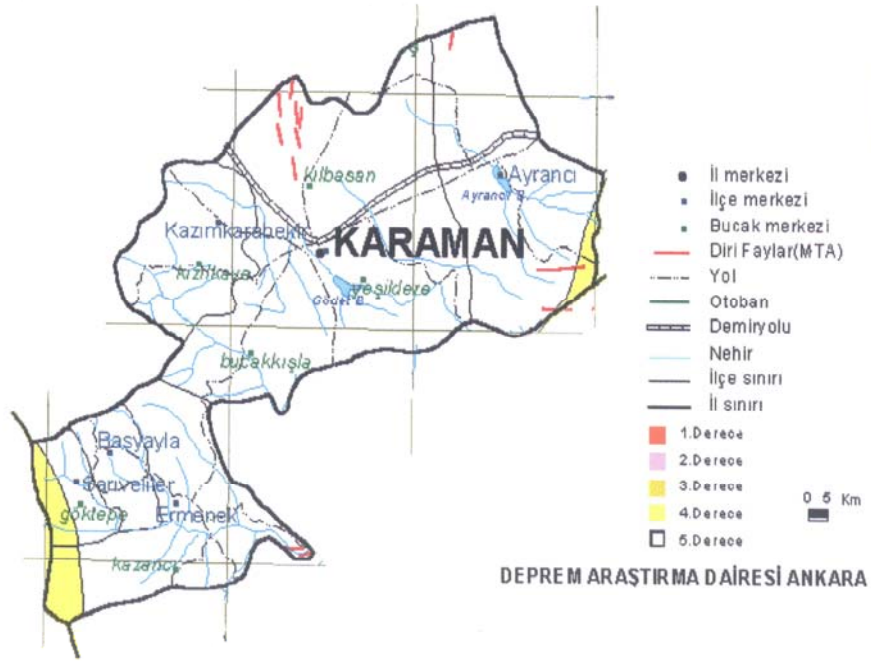 kılbasan
Ayrancı
Ayrancı B.
Kazımkarabekir
KARAMAN
kızılkaya
yeşildere
Gödet B.
bucakkışla
Başyayla
Sarıveliler
göktepe
Ermenek
kazancı
İl merkezi
İlçe merkezi
Bucak merkezi
Diri Faylar(MTA)
Yol
Otoban
Demiryolu
Nehir
İlçe sınırı
İl sınırı
1.Derece
2.Derece
3.Derece
4.Derece
5.Derece
0 5 Km
DEPREM ARAŞTIRMA DAİRESİ ANKARA